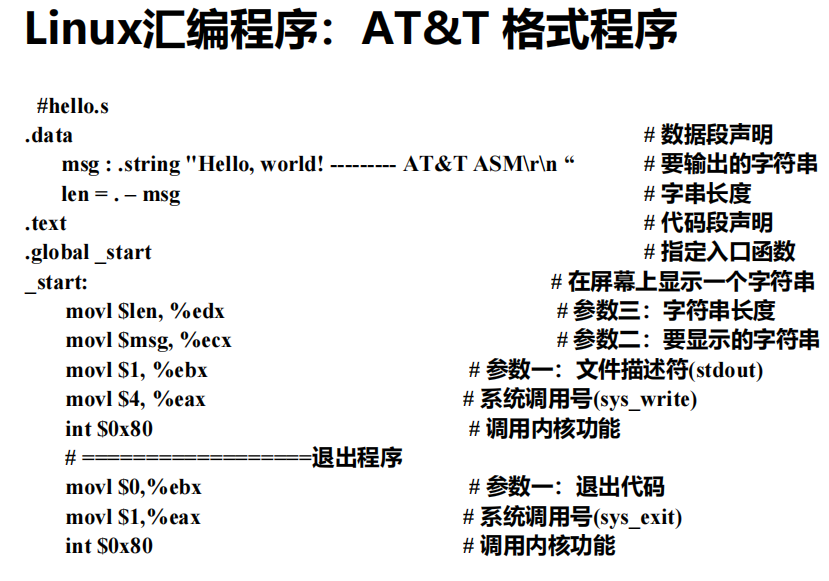 Linux汇编程序：AT&T 格式程序
#hello.s
.data # 数据段声明
msg : .string "Hello, world! --------- AT&T ASM\r\n “ # 要输出的字符串
len = . – msg # 字串长度
.text # 代码段声明
.global _start # 指定入口函数
_start: # 在屏幕上显示一个字符串
movl $len, %edx # 参数三：字符串长度
movl $msg, %ecx # 参数二：要显示的字符串
movl $1, %ebx # 参数一：文件描述符(stdout)
movl $4, %eax # 系统调用号(sys_write)
int $0x80 # 调用内核功能
# ==================退出程序
movl $0,%ebx # 参数一：退出代码
movl $1,%eax # 系统调用号(sys_exit)
int $0x80 # 调用内核功能